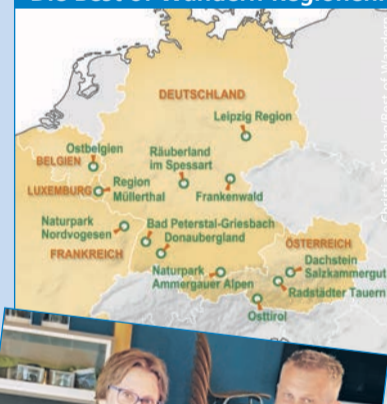 DEUTSCHLAND
Leipzig Region
Ostbelgien
BELGIEN
Räuberland
im Spessart
LUXEMBURG
Region
Müllerthal
Frankenwald
Naturpark
Nordvogesen
Bad Peterstal-Griesbach
Donaubergland
FRANKREICH
ÖSTERREICH
Dachstein
Salzkammergut
Naturpark
Ammergauer Alpen
Radstädter Tauern
Osttirol